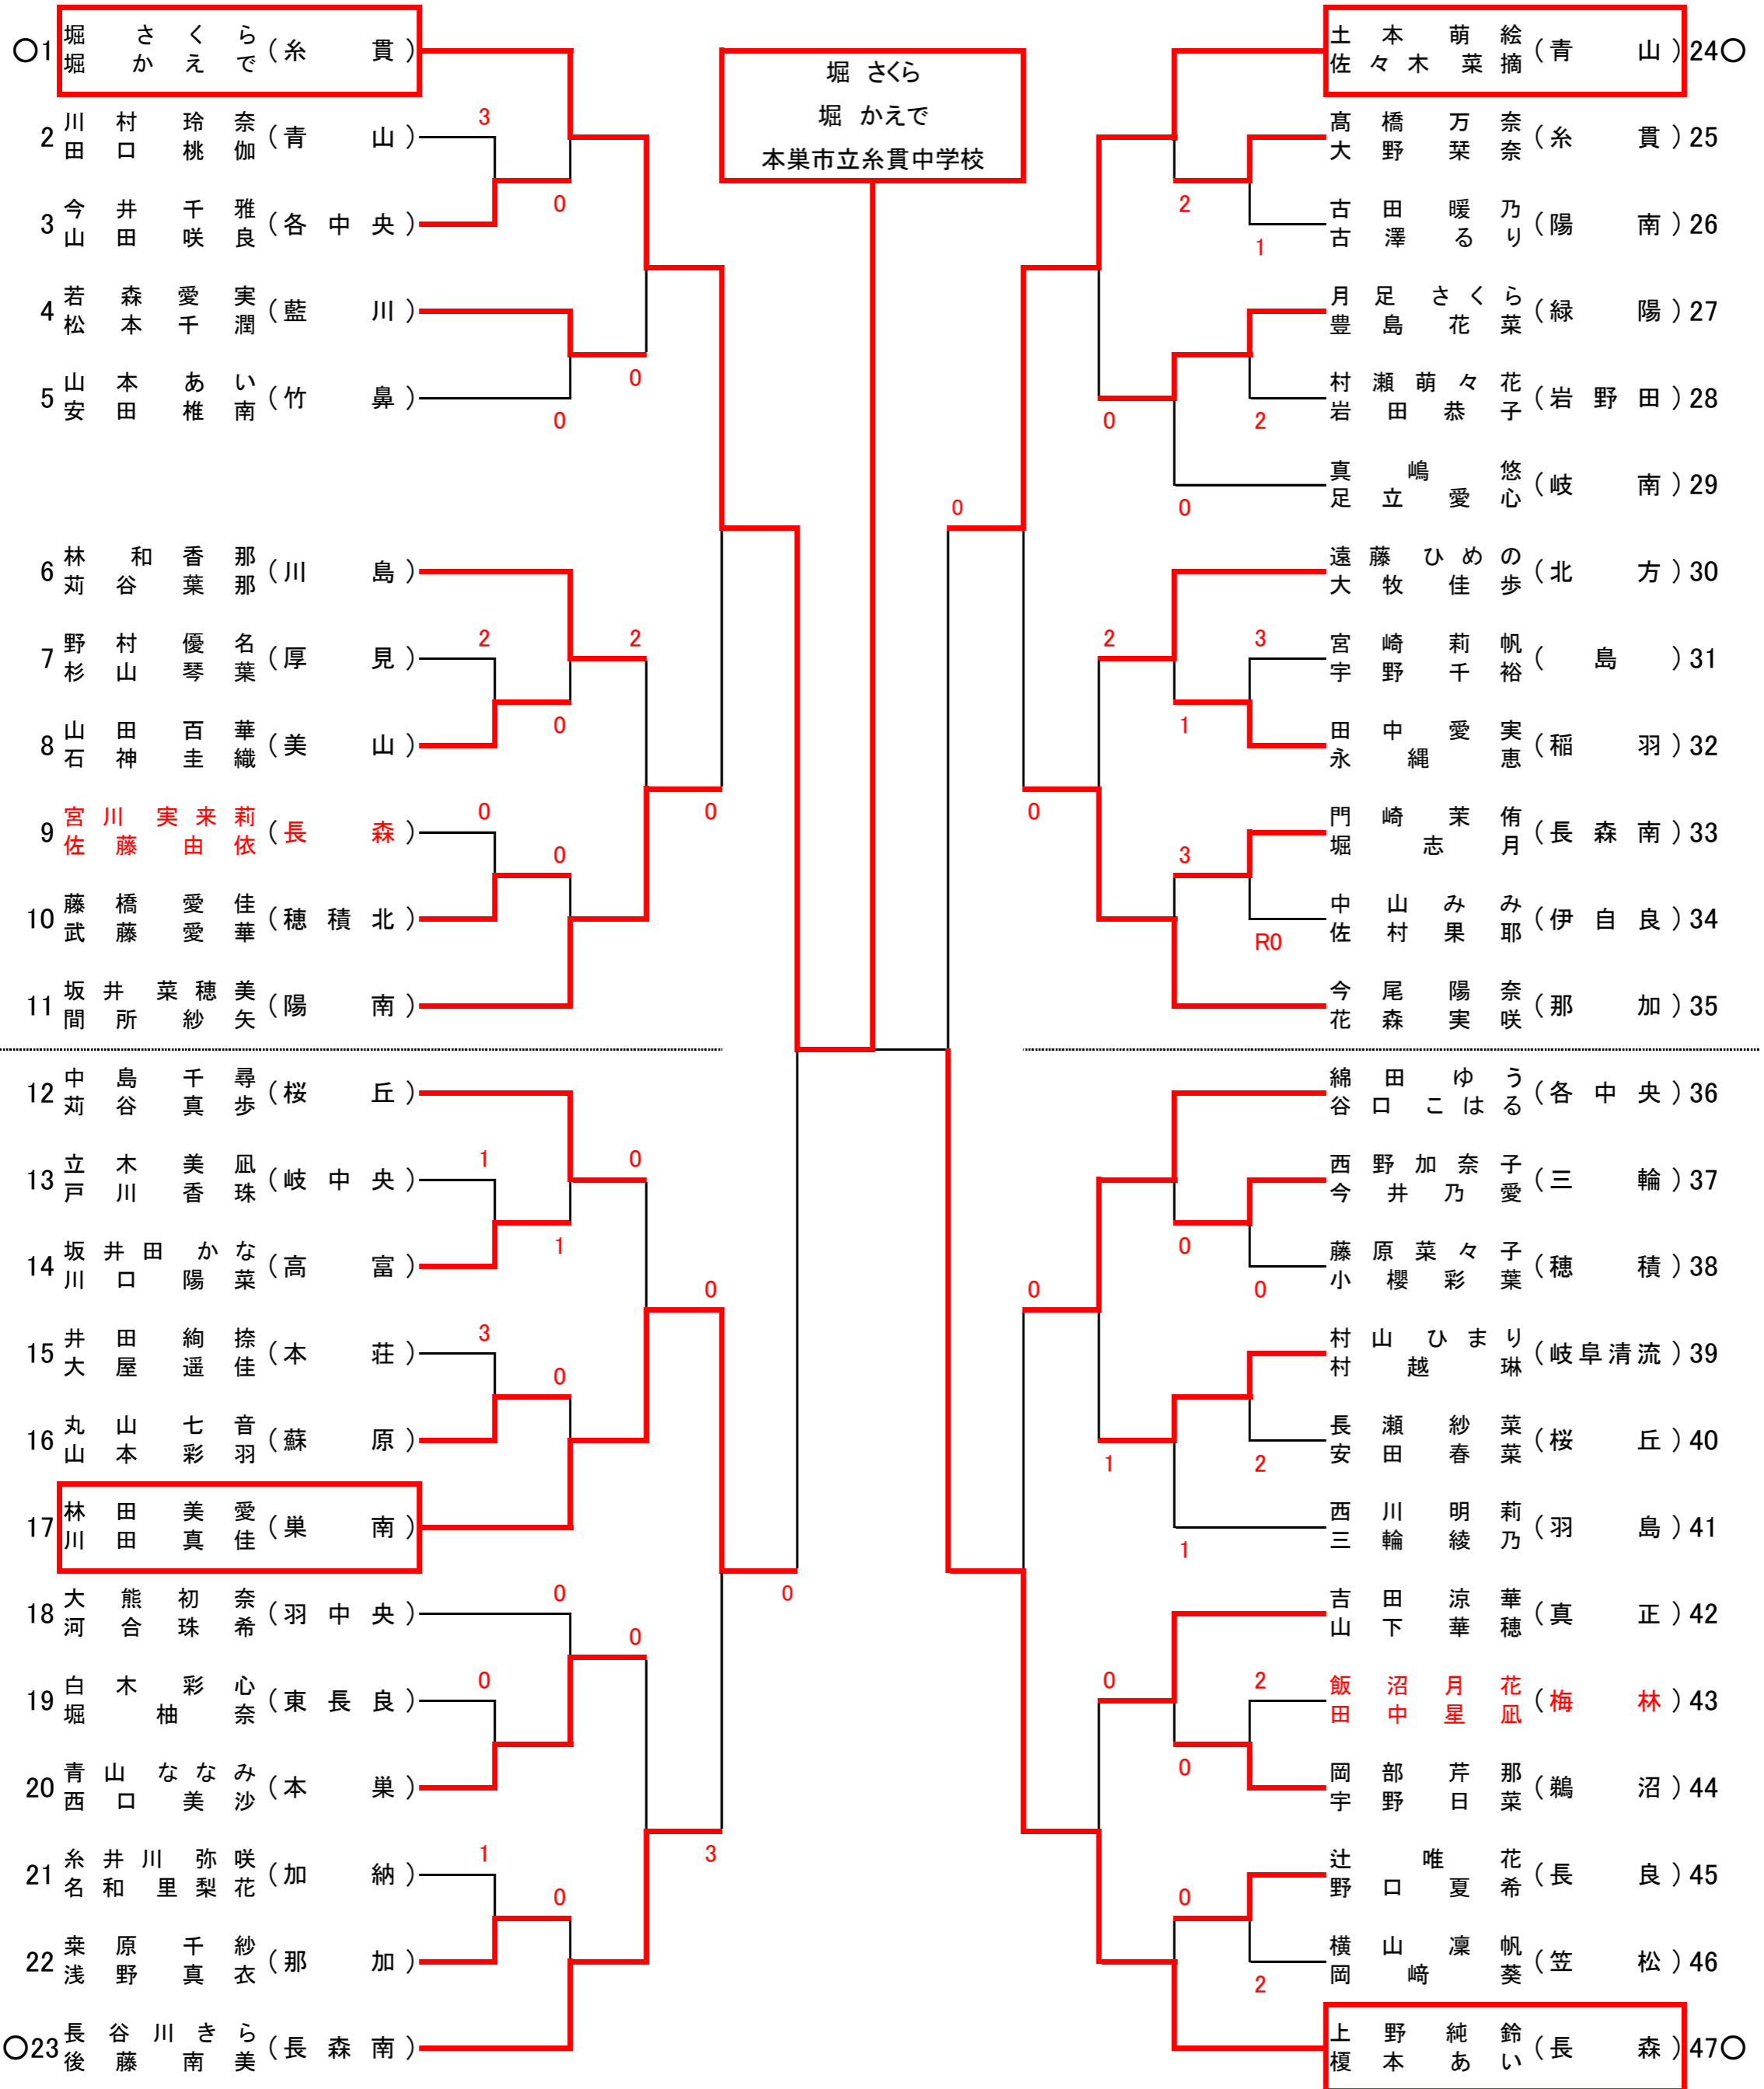 堀 さくら
堀 かえで
本巣市立糸貫中学校
〇1 堀 さくら (糸貫)
堀 かえで
3
2 川村玲奈 (青山)
田口桃伽
0
3 今井千雅 (各中央)
山田咲良
4 若森愛実 (藍川)
松本千潤
0
5 山本あい (竹鼻)
安田椎南
0
6 林和香那 (川島)
苅谷葉那
2
2
7 野村優名 (厚見)
杉山琴葉
0
8 山田百華 (美山)
石神圭織
0
0
9 宮川実来莉 (長森)
佐藤由依
0
10 藤橋愛佳 (穂積北)
武藤愛華
11 坂井菜穂美 (陽南)
間所紗矢
12 中島千尋 (桜丘)
苅谷真歩
1
0
13 立木美凪 (岐中央)
戸川香珠
1
14 坂井田かな (高富)
川口陽菜
0
3
15 井田絢捺 (本荘)
大屋遥佳
0
16 丸山七音 (蘇原)
山本彩羽
17 林田美愛 (巣南)
川田真佳
0
0
18 大熊初奈 (羽中央)
河合珠希
0
0
19 白木彩心 (東長良)
堀柚奈
20 青山ななみ (本巣)
西口美沙
1
3
21 糸井川弥咲 (加納)
名和里梨花
0
22 桒原千紗 (那加)
浅野真衣
〇23 長谷川きら (長森南)
後藤南美
土本萌絵 (青山) 24〇
佐々木菜摘
髙橋万奈 (糸貫) 25
大野栞奈
2
古田暖乃 (陽南) 26
古澤るり
1
月足さくら (緑陽) 27
豊島花菜
村瀬萌々花 (岩野田) 28
岩田恭子
0
2
真嶋悠 (岐南) 29
足立愛心
0
0
遠藤ひめの (北方) 30
大牧佳歩
2
3
宮崎莉帆 (島) 31
宇野千裕
1
田中愛実 (稲羽) 32
永縄恵
0
門崎茉侑 (長森南) 33
堀志月
3
中山みみ (伊自良) 34
佐村果耶
R0
今尾陽奈 (那加) 35
花森実咲
綿田ゆう (各中央) 36
谷口こはる
西野加奈子 (三輪) 37
今井乃愛
0
藤原菜々子 (穂積) 38
小櫻彩葉
0
0
村山ひまり (岐阜清流) 39
村越琳
長瀬紗菜 (桜丘) 40
安田春菜
1
2
西川明莉 (羽島) 41
三輪綾乃
1
吉田涼華 (真正) 42
山下華穂
0
2
飯沼月花 (梅林) 43
田中星凪
0
岡部芹那 (鵜沼) 44
宇野日菜
辻唯花 (長良) 45
野口夏希
0
横山凜帆 (笠松) 46
岡﨑葵
2
上野純鈴 (長森) 47〇
榎本あい